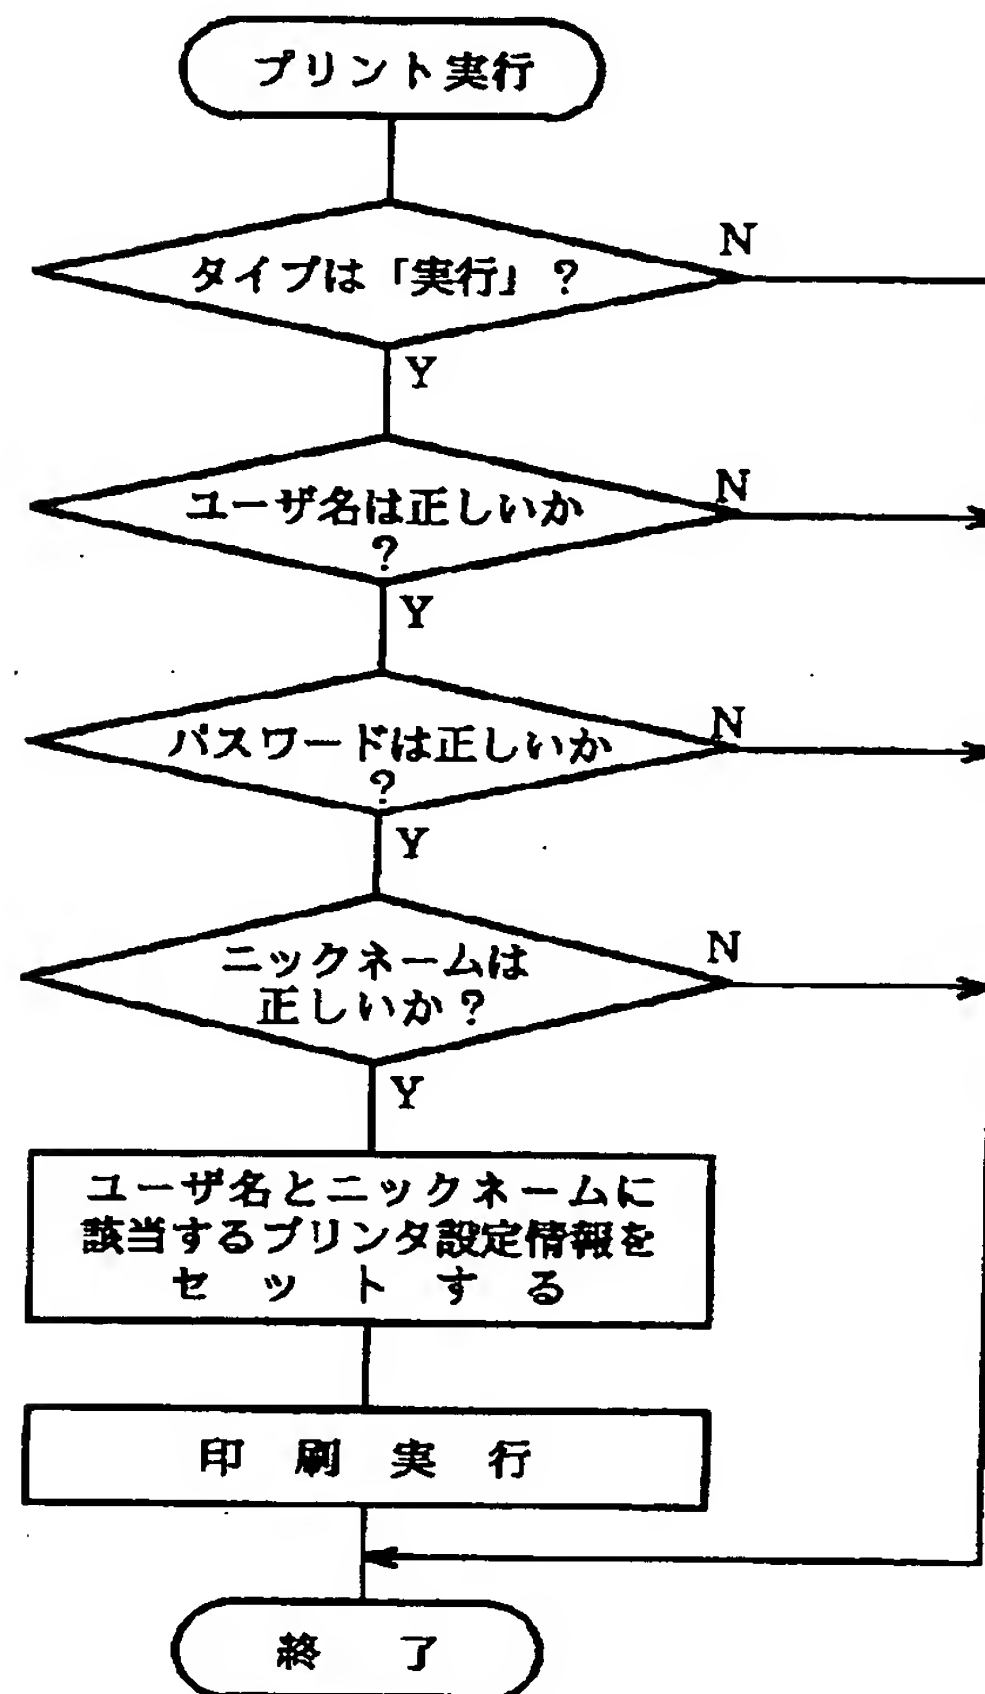 プリント実行
タイプは「実行」?
N
Y
ユーザ名は正しいか
?
N
Y
パスワードは正しいか
?
N
Y
ニックネームは
正しいか?
N
Y
ユーザ名とニックネームに
該当するプリンタ設定情報を
セットする
印刷実行
終了